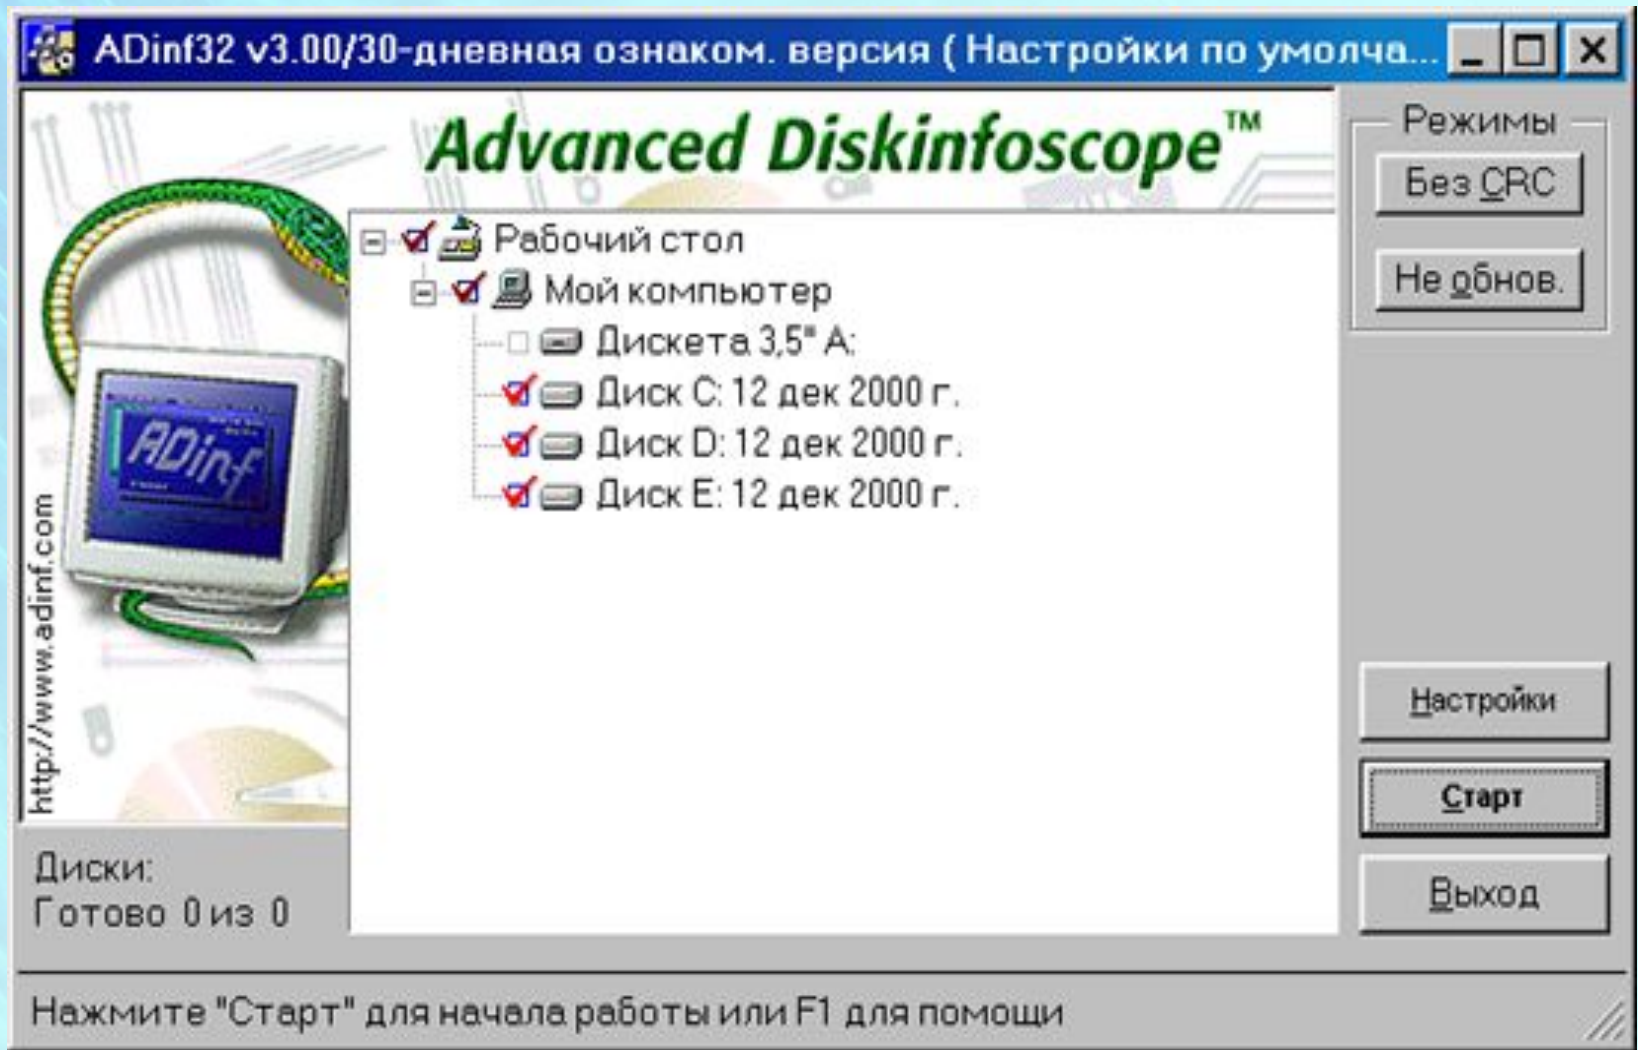 ADinf32 v3.00/30-дневная ознаком. версия ( Настройки по умолча...
Advanced Diskinfoscope™
Режимы
Без CRC
Не обнов.
Рабочий стол
Мой компьютер
Дискета 3,5" A:
Диск C: 12 дек 2000 г.
Диск D: 12 дек 2000 г.
Диск E: 12 дек 2000 г.
ADinf
http://www.adinf.com
Настройки
Старт
Выход
Диски:
Готово 0 из 0
Нажмите "Старт" для начала работы или F1 для помощи